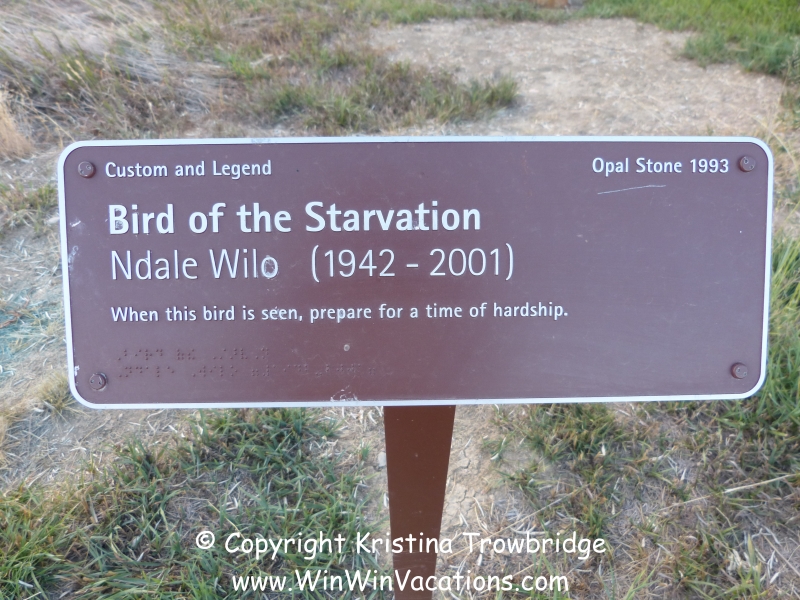 Custom and Legend
Opal Stone 1993
Bird of the Starvation
Ndale Wilo (1942 - 2001)
When this bird is seen, prepare for a time of hardship.
© Copyright Kristina Trowbridge
www.WinWinVacations.com